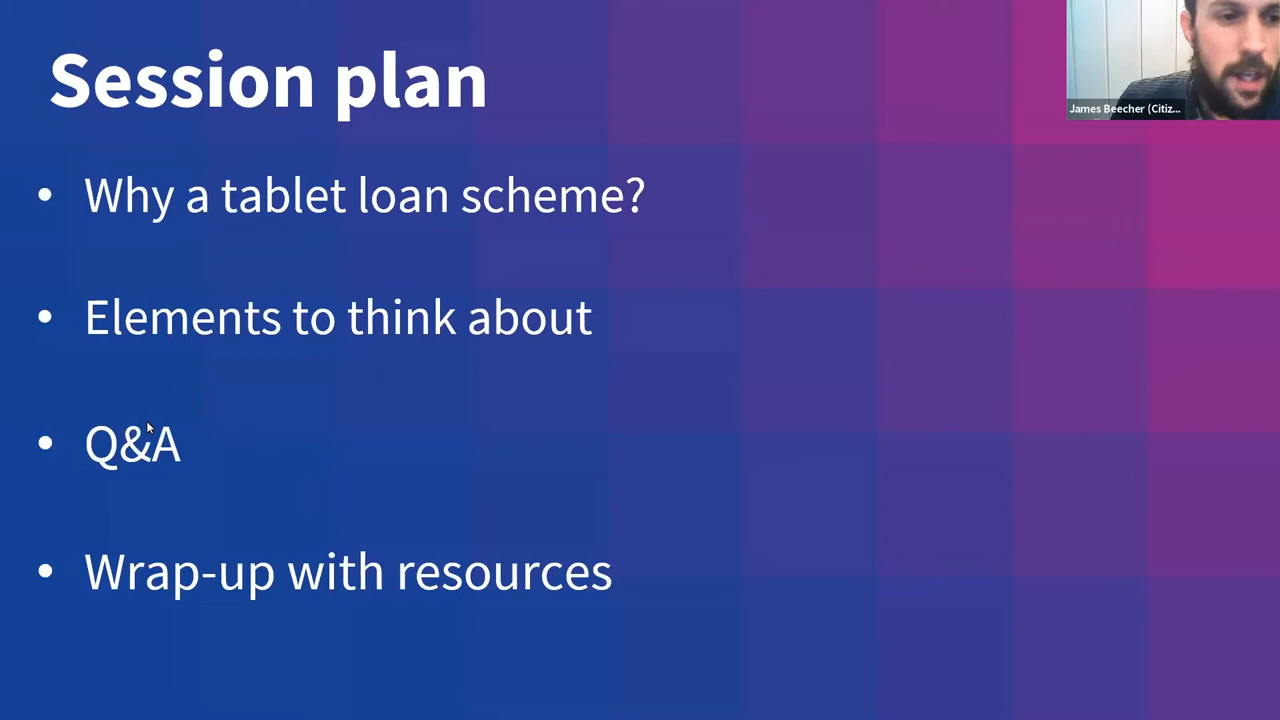 Session plan
James Beecher (Citiz...
• Why a tablet loan scheme?
• Elements to think about
• Q&A
• Wrap-up with resources